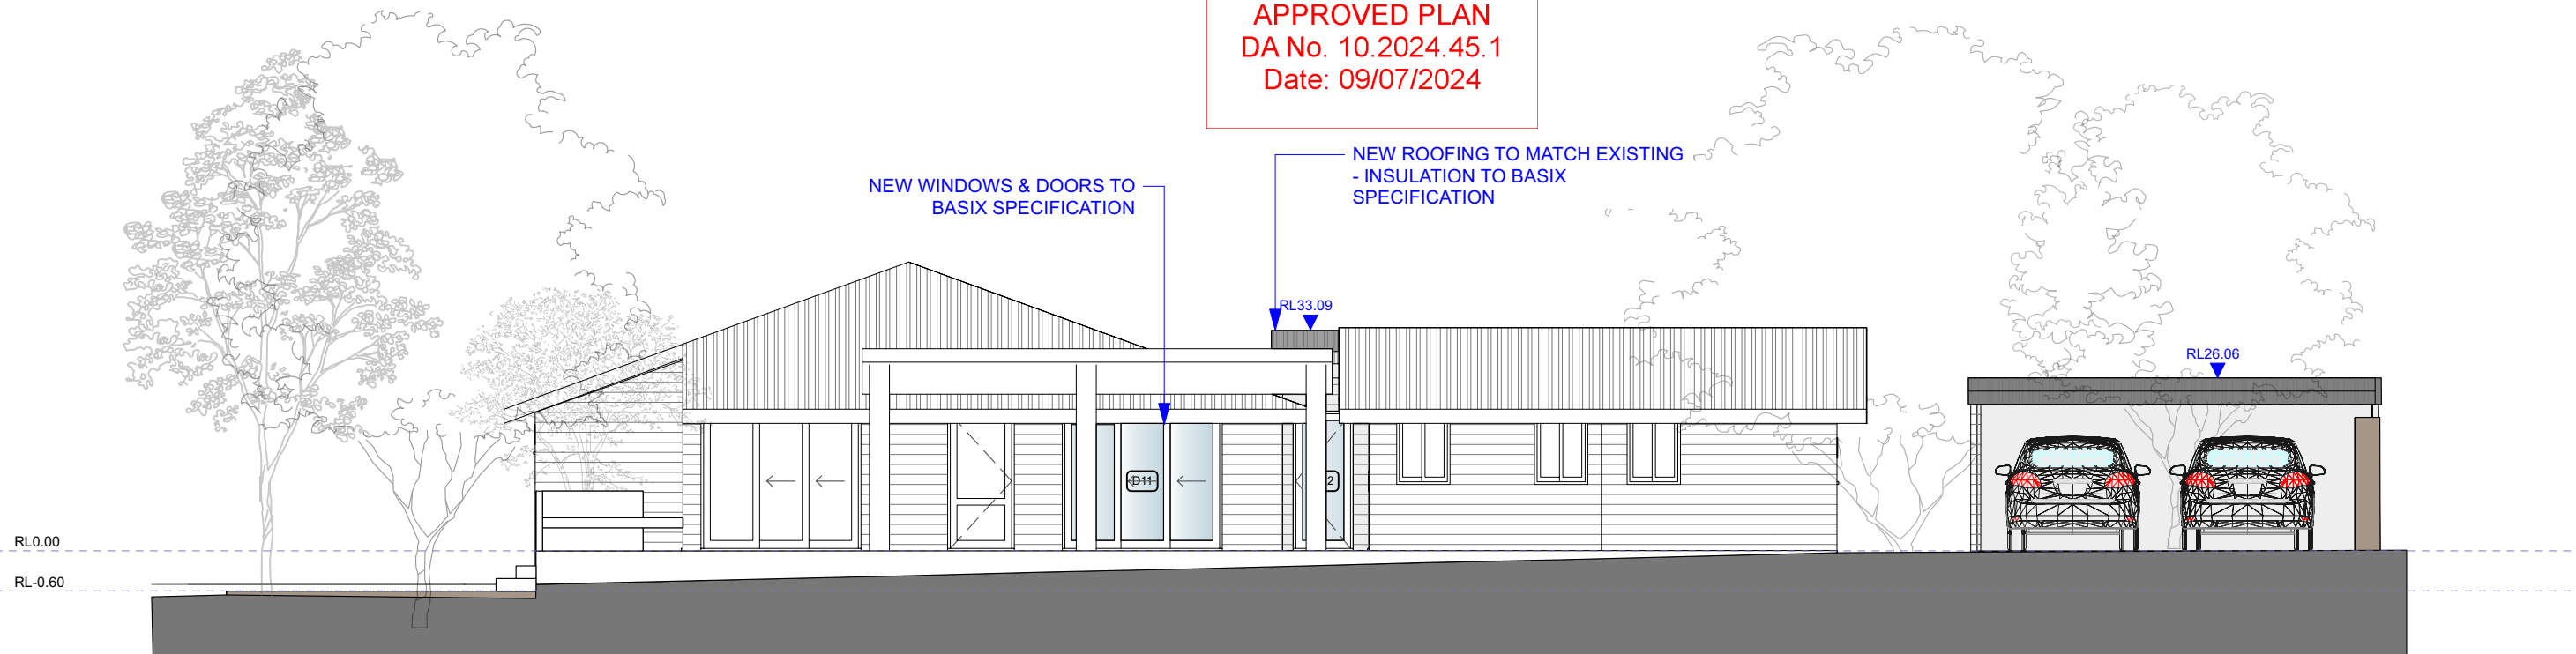 APPROVED PLAN
DA No. 10.2024.45.1
Date: 09/07/2024
NEW ROOFING TO MATCH EXISTING
- INSULATION TO BASIX
SPECIFICATION
NEW WINDOWS & DOORS TO
BASIX SPECIFICATION
RL33.09
RL26.06
D11
2
RL0.00
RL-0.60